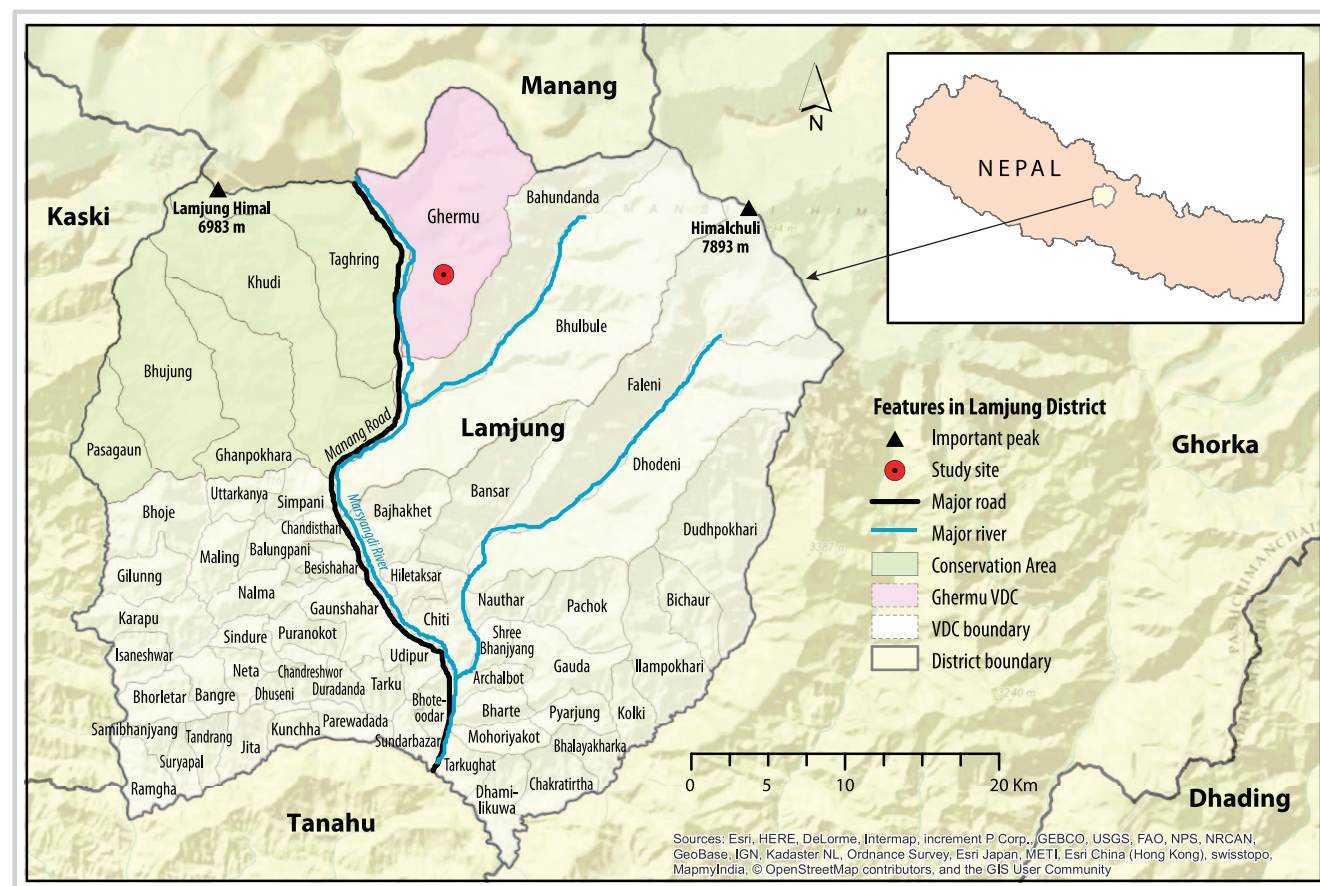 Manang
N
NEPAL
Kaski
Lamjung Himal
6983 m
Ghermu
Bahundanda
Himalchuli
7893 m
Taghring
Khudi
Bhulbule
Bhujung
Faleni
Manang Road
Lamjung
Pasagaun
Ghanpokhara
Dhodeni
Features in Lamjung District
Important peak
Study site
Major road
Major river
Conservation Area
Ghermu VDC
VDC boundary
District boundary
Ghorka
Uttarkanya
Simpani
Bhoje
Chandisthan
Marsyangdi River
Bajhakhet
Bansar
Dudhpokhari
Maling
Balungpani
Besishahar
Gilunng
Hiletaksar
Nalma
Gaunshahar
Nauthar
Pachok
Bichaur
Karapu
Chiti
Sindure
Puranokot
Shree
Bhanjyang
Isaneshwar
Udipur
Neta
Chandreshwor
Archalbot
Gauda
Ilampokhari
Bhorletar
Bangre
Dhuseni
Duradanda
Tarku
Bhote-
oodar
Bharte
Pyarjung
Kolki
Samibhanjyang
Tandrang
Jita
Kunchha
Parewadada
Sundarbazar
Mohoriyakot
Bhalayakharka
Suryapal
Tarkughat
Ramgha
Dhami-
likuwa
Chakratirtha
0 5 10 20 Km
Tanahu
Dhading
3387 m
3240 m
Sources: Esri, HERE, DeLorme, Intermap, increment P Corp., GEBCO, USGS, FAO, NPS, NRCAN,
GeoBase, IGN, Kadaster NL, Ordnance Survey, Esri Japan, METI, Esri China (Hong Kong), swisstopo,
MapmyIndia, © OpenStreetMap contributors, and the GIS User Community